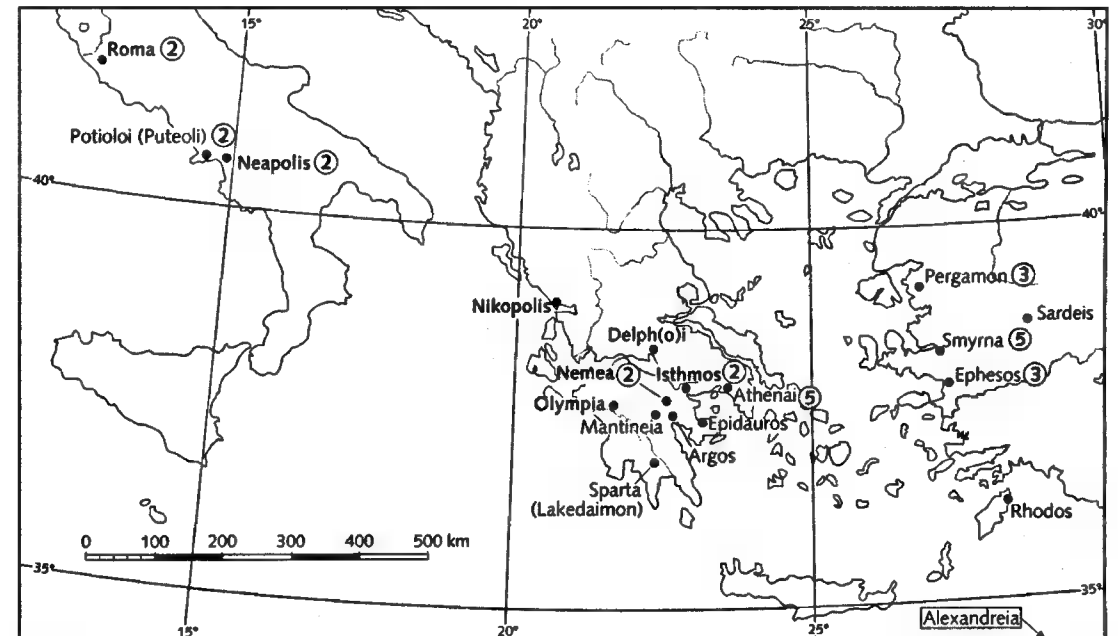 15°
20°
25°
30°
Roma ②
Potioloi (Puteoli) ②
Neapolis ②
40°
40°
Pergamon ③
Nikopolis
Sardeis
Delph(o)i
Smyrna ⑤
Nemea ② Isthmos ②
Ephesos ③
Athenai ⑤
Olympia
Mantineia
Epidauros
Argos
Sparta
(Lakedaimon)
Rhodos
0 100 200 300 400 500 km
35°
35°
Alexandreia
15°
20°
25°